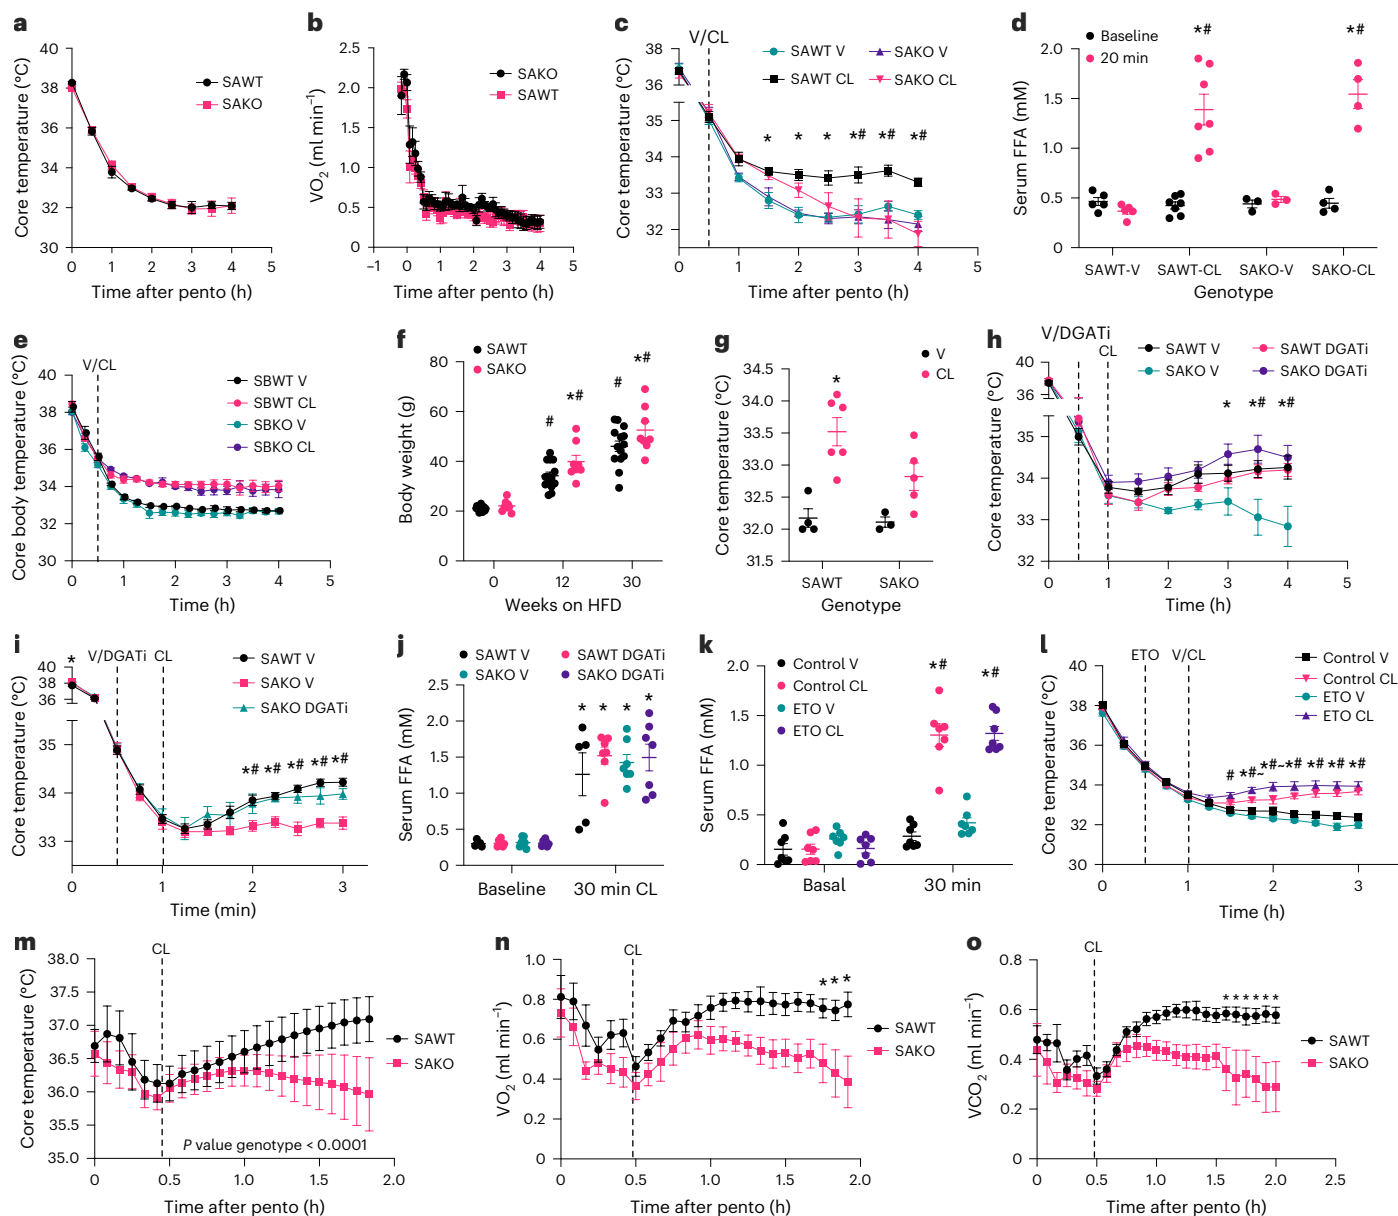 a
Core temperature (°C)
40
38
36
34
32
30
0
1
2
3
4
5
Time after pento (h)
SAWT
SAKO
b
VO2 (ml min−1)
2.5
2.0
1.5
1.0
0.5
0
−1
0
1
2
3
4
5
Time after pento (h)
SAKO
SAWT
c
V/CL
Core temperature (°C)
38
36
35
34
33
32
0
1
2
3
4
5
Time after pento (h)
SAWT V
SAKO V
SAWT CL
SAKO CL
* * * *# *# *#
d
Baseline
20 min
*# *#
Serum FFA (mM)
2.0
1.5
1.0
0.5
0
SAWT-V
SAWT-CL
SAKO-V
SAKO-CL
Genotype
e
V/CL
Core body temperature (°C)
40
38
36
34
32
30
0
1
2
3
4
5
Time (h)
SBWT V
SBWT CL
SBKO V
SBKO CL
f
SAWT
SAKO
Body weight (g)
80
60
40
20
0
# *# # *#
0
12
30
Weeks on HFD
g
V
CL
*
Core temperature (°C)
34.5
34.0
33.5
33.0
32.5
32.0
31.5
SAWT
SAKO
Genotype
h
V/DGATi
CL
SAWT V
SAWT DGATi
SAKO V
SAKO DGATi
Core temperature (°C)
40
36
35
34
33
32
* *# *#
0
1
2
3
4
5
Time (h)
i
*
V/DGATi CL
SAWT V
SAKO V
SAKO DGATi
Core temperature (°C)
40
38
36
35
34
33
*# *# *# *# *#
0
1
2
3
Time (min)
j
SAWT V
SAWT DGATi
SAKO V
SAKO DGATi
Serum FFA (mM)
2.5
2.0
1.5
1.0
0.5
0
* * * *
Baseline
30 min CL
k
Control V
Control CL
ETO V
ETO CL
*# *#
Serum FFA (mM)
2.0
1.5
1.0
0.5
0
Basal
30 min
l
ETO V/CL
Control V
Control CL
ETO V
ETO CL
Core temperature (°C)
40
38
36
34
32
30
# *#~ *#~ *# *# *# *#
0
1
2
3
Time (h)
m
CL
Core temperature (°C)
38.0
37.5
37.0
36.5
36.0
35.5
35.0
SAWT
SAKO
P value genotype < 0.0001
0
0.5
1.0
1.5
2.0
Time after pento (h)
n
CL
VO2 (ml min−1)
1.0
0.8
0.6
0.4
0.2
0
***
SAWT
SAKO
0
0.5
1.0
1.5
2.0
Time after pento (h)
o
CL
VCO2 (ml min−1)
0.8
0.6
0.4
0.2
0
******
SAWT
SAKO
0
0.5
1.0
1.5
2.0
2.5
Time after pento (h)